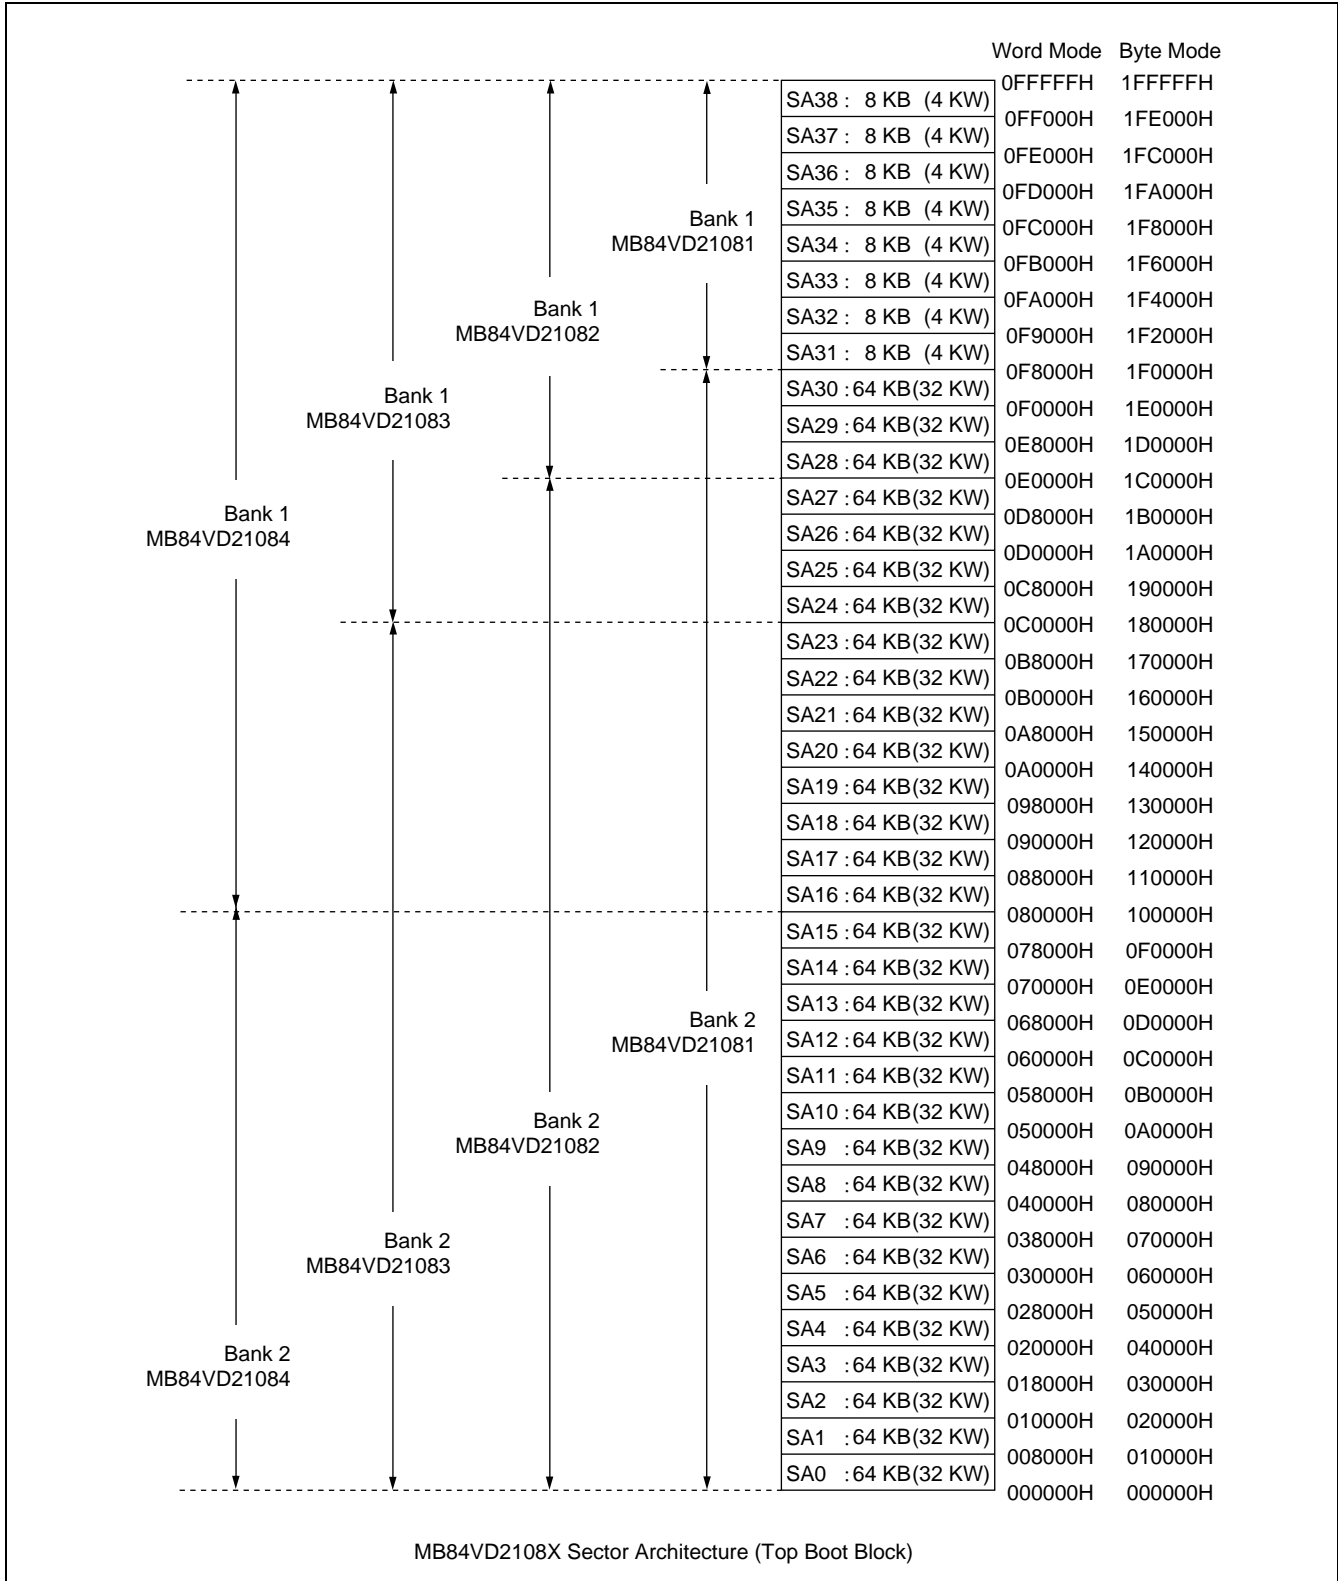 Word Mode Byte Mode
0FFFFFH 1FFFFFH
SA38 : 8 KB (4 KW)
0FF000H 1FE000H
SA37 : 8 KB (4 KW)
0FE000H 1FC000H
SA36 : 8 KB (4 KW)
0FD000H 1FA000H
SA35 : 8 KB (4 KW)
Bank 1
MB84VD21081
0FC000H 1F8000H
SA34 : 8 KB (4 KW)
0FB000H 1F6000H
SA33 : 8 KB (4 KW)
0FA000H 1F4000H
Bank 1
MB84VD21082
SA32 : 8 KB (4 KW)
0F9000H 1F2000H
SA31 : 8 KB (4 KW)
0F8000H 1F0000H
SA30 : 64 KB(32 KW)
Bank 1
MB84VD21083
0F0000H 1E0000H
SA29 : 64 KB(32 KW)
0E8000H 1D0000H
SA28 : 64 KB(32 KW)
0E0000H 1C0000H
SA27 : 64 KB(32 KW)
Bank 1
MB84VD21084
0D8000H 1B0000H
SA26 : 64 KB(32 KW)
0D0000H 1A0000H
SA25 : 64 KB(32 KW)
0C8000H 190000H
SA24 : 64 KB(32 KW)
0C0000H 180000H
SA23 : 64 KB(32 KW)
0B8000H 170000H
SA22 : 64 KB(32 KW)
0B0000H 160000H
SA21 : 64 KB(32 KW)
0A8000H 150000H
SA20 : 64 KB(32 KW)
0A0000H 140000H
SA19 : 64 KB(32 KW)
098000H 130000H
SA18 : 64 KB(32 KW)
090000H 120000H
SA17 : 64 KB(32 KW)
088000H 110000H
SA16 : 64 KB(32 KW)
080000H 100000H
SA15 : 64 KB(32 KW)
078000H 0F0000H
SA14 : 64 KB(32 KW)
070000H 0E0000H
SA13 : 64 KB(32 KW)
Bank 2
MB84VD21081
068000H 0D0000H
SA12 : 64 KB(32 KW)
060000H 0C0000H
SA11 : 64 KB(32 KW)
058000H 0B0000H
SA10 : 64 KB(32 KW)
Bank 2
MB84VD21082
050000H 0A0000H
SA9 : 64 KB(32 KW)
048000H 090000H
SA8 : 64 KB(32 KW)
040000H 080000H
SA7 : 64 KB(32 KW)
Bank 2
MB84VD21083
038000H 070000H
SA6 : 64 KB(32 KW)
030000H 060000H
SA5 : 64 KB(32 KW)
028000H 050000H
SA4 : 64 KB(32 KW)
020000H 040000H
Bank 2
MB84VD21084
SA3 : 64 KB(32 KW)
018000H 030000H
SA2 : 64 KB(32 KW)
010000H 020000H
SA1 : 64 KB(32 KW)
008000H 010000H
SA0 : 64 KB(32 KW)
000000H 000000H
MB84VD2108X Sector Architecture (Top Boot Block)